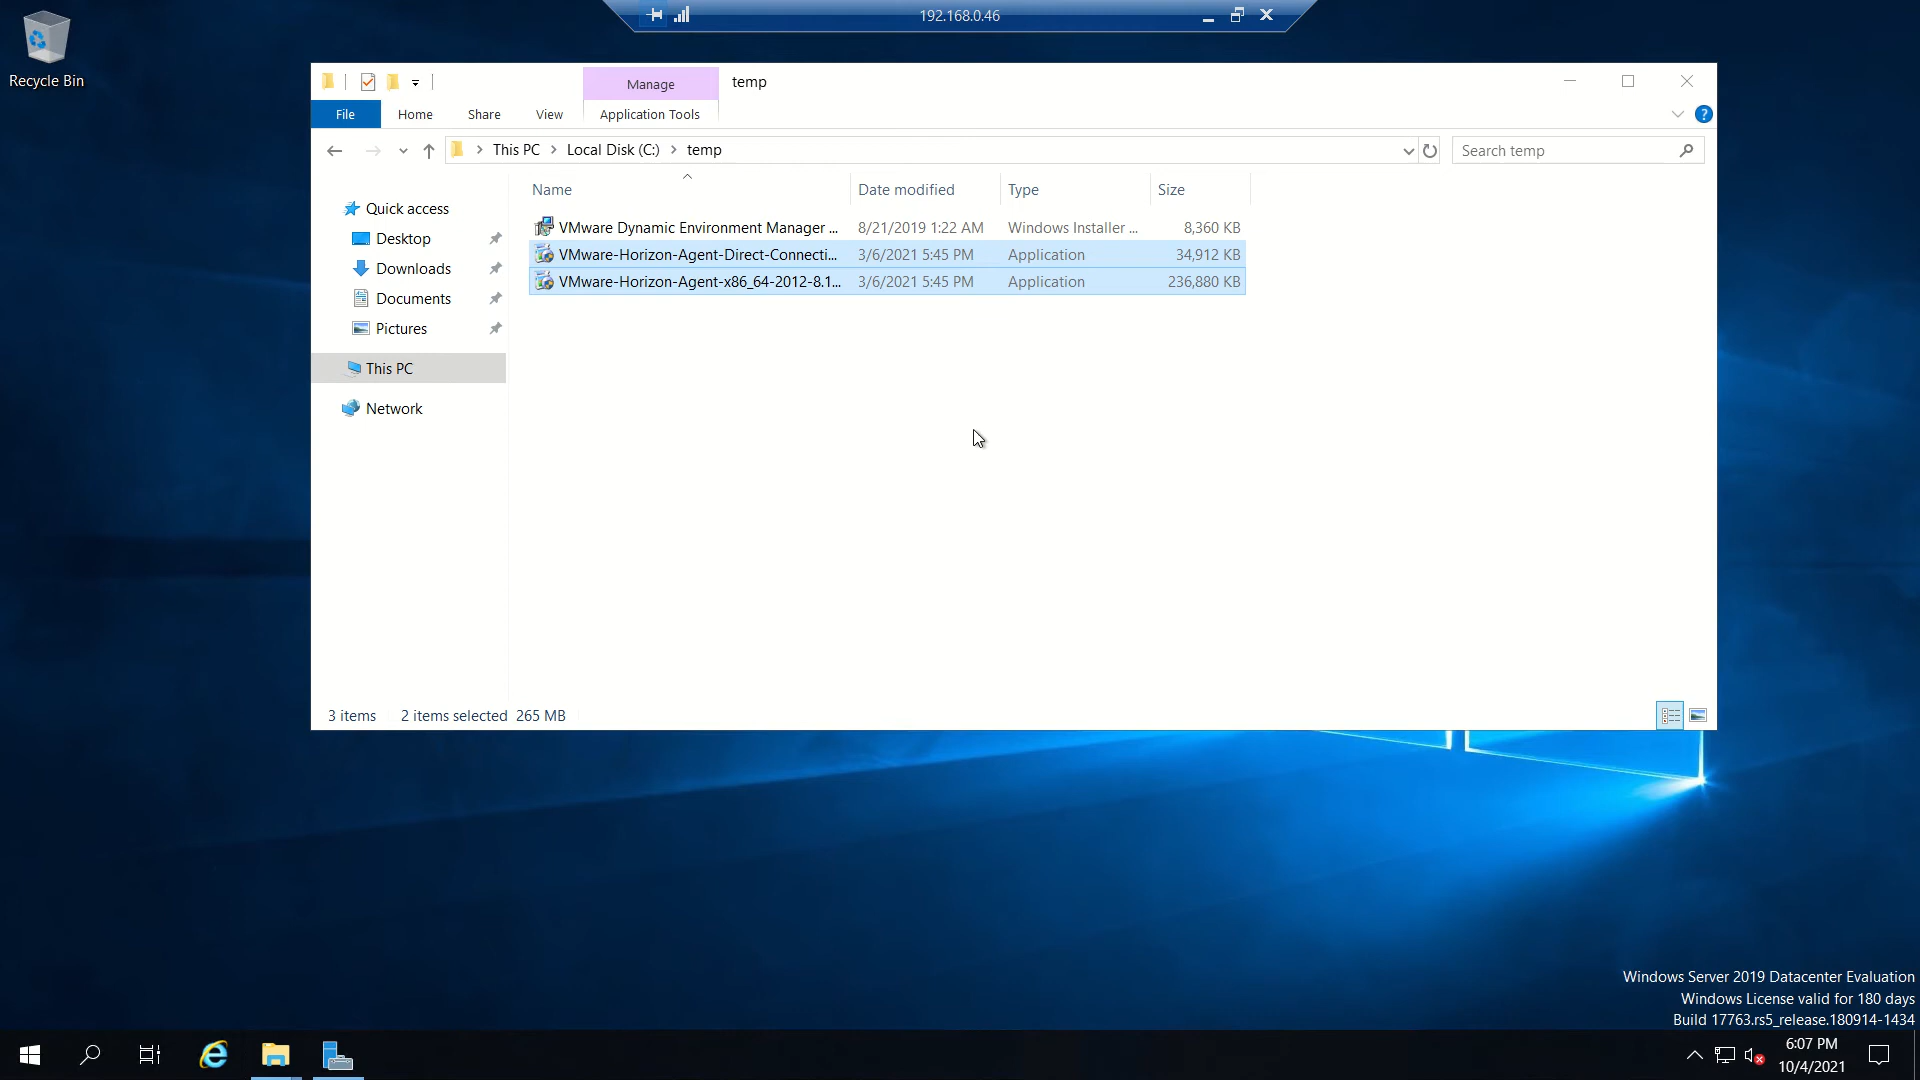 192.168.0.46
Recycle Bin
Manage
temp
File
Home
Share
View
Application Tools
?
This PC
Local Disk (C:)
temp
Search temp
Name
Date modified
Type
Size
Quick access
Desktop
Downloads
Documents
Pictures
This PC
Network
VMware Dynamic Environment Manager ... 8/21/2019 1:22 AM Windows Installer ... 8,360 KB
VMware-Horizon-Agent-Direct-Connecti... 3/6/2021 5:45 PM Application 34,912 KB
VMware-Horizon-Agent-x86_64-2012-8.1... 3/6/2021 5:45 PM Application 236,880 KB
3 items 2 items selected 265 MB
Windows Server 2019 Datacenter Evaluation
Windows License valid for 180 days
Build 17763.rs5_release.180914-1434
6:07 PM
10/4/2021